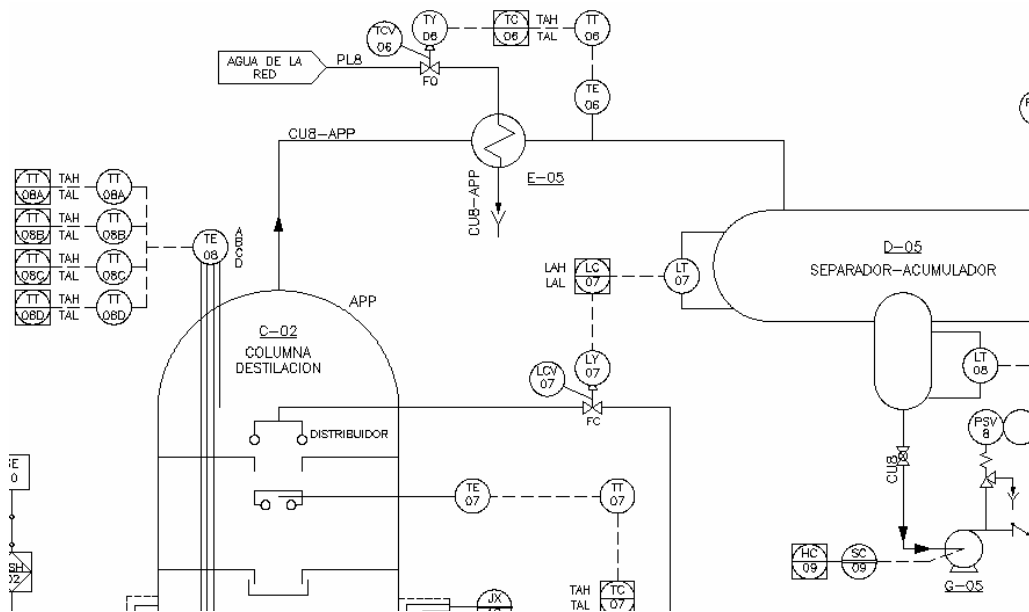 TCV
06
TY
06
TC
06
TAH
TAL
TT
06
AGUA DE LA
RED
PL8
FO
TE
06
CU8-APP
E-05
CU8-APP
TT
08A
TAH
TAL
TT
08A
TT
08B
TAH
TAL
TT
08B
TT
08C
TAH
TAL
TT
08C
TT
08D
TAH
TAL
TT
08D
TE
08
A
B
C
D
D-05
SEPARADOR-ACUMULADOR
LAH
LAL
LC
07
LT
07
APP
C-02
COLUMNA
DESTILACION
LCV
07
LY
07
FC
LT
08
DISTRIBUIDOR
PSV
8
CU8
TE
07
TT
07
HC
09
SC
09
G-05
TAH
TAL
TC
07
JX